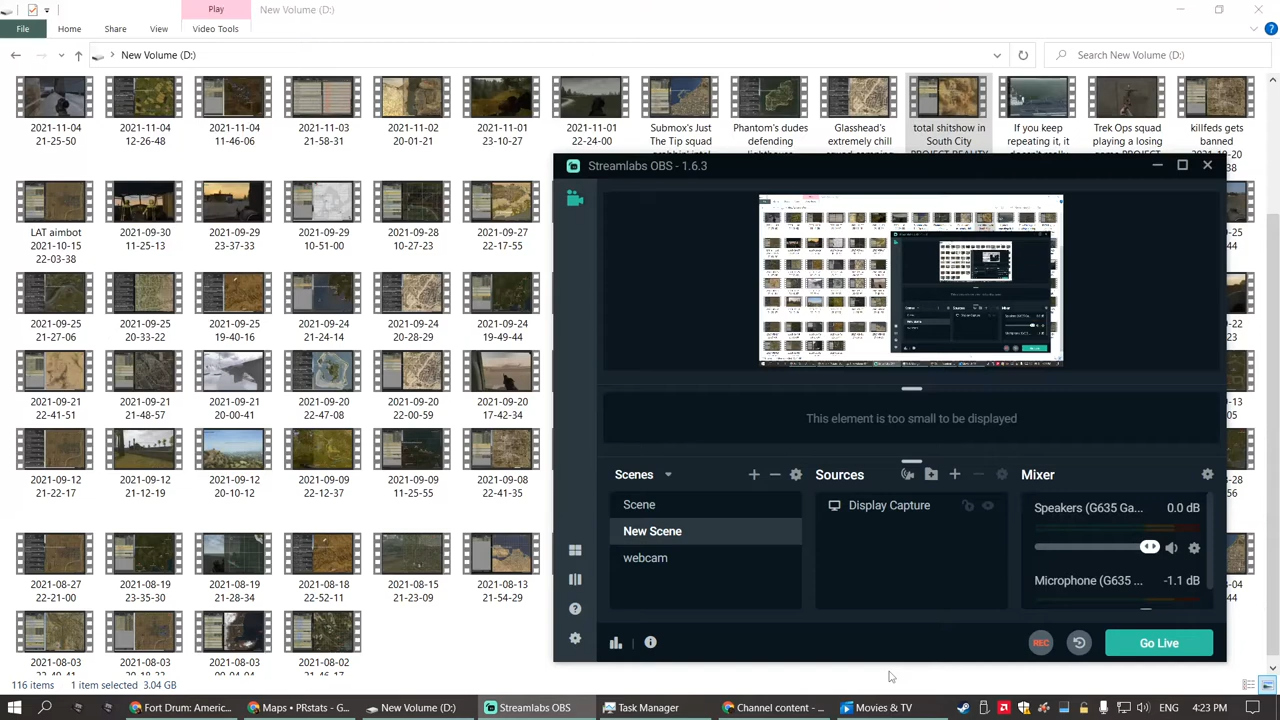 Play
New Volume (D:)
File
Home
Share
View
Video Tools
New Volume (D:)
Search New Volume (D:)
2021-11-04
21-25-50
2021-11-04
12-26-48
2021-11-04
11-46-06
2021-11-03
21-58-31
2021-11-02
20-01-21
2021-11-01
23-10-27
2021-11-01
22-24-00
Submox's Just
The Tip squad
Phantom's dudes
defending
lighthouse
Glasshead's
extremely chill
total shitshow in
South City
PROJECT REALITY
If you keep
repeating it, it
Trek Ops squad
playing a losing
killfeds gets
banned
Streamlabs OBS - 1.6.3
LAT aimbot
2021-10-15
22-03-38
2021-09-30
11-25-13
2021-09-29
23-37-33
2021-09-29
10-51-00
2021-09-28
10-27-23
2021-09-27
22-17-55
2021-09-25
21-27-06
2021-09-25
20-33-22
2021-09-25
19-40-16
2021-09-24
21-24-14
2021-09-24
20-28-29
2021-09-24
19-49-44
2021-09-21
22-41-51
2021-09-21
21-48-57
2021-09-21
20-00-41
2021-09-20
22-47-08
2021-09-20
22-00-59
2021-09-20
17-42-34
This element is too small to be displayed
2021-09-12
21-22-17
2021-09-12
21-12-19
2021-09-12
20-10-12
2021-09-09
22-12-37
2021-09-09
11-25-55
2021-09-08
22-41-35
Scenes
Sources
Mixer
Scene
New Scene
webcam
Display Capture
Speakers (G635 Ga...
0.0 dB
Microphone (G635 ...
-1.1 dB
2021-08-27
22-21-00
2021-08-19
23-35-30
2021-08-19
21-28-34
2021-08-18
22-52-11
2021-08-15
21-23-09
2021-08-13
21-54-29
REC
Go Live
2021-08-03
2021-08-03
2021-08-03
2021-08-02
116 items
1 item selected 3.04 GB
Fort Drum: Americ...
Maps • PRstats - G...
New Volume (D:)
Streamlabs OBS
Task Manager
Channel content - ...
Movies & TV
ENG
4:23 PM